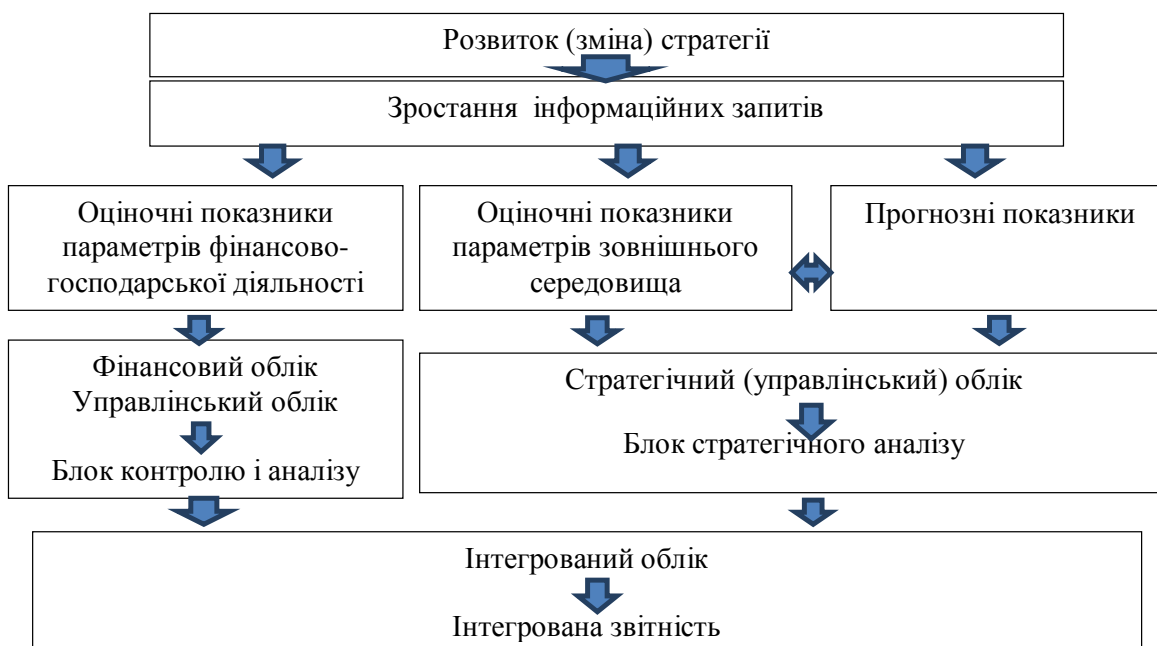 Розвиток (зміна) стратегії
Зростання  інформаційних запитів
Оціночні показники
параметрів фінансово-
господарської діяльності
Оціночні показники
параметрів зовнішнього
середовища
Прогнозні показники
Фінансовий облік
Управлінський облік
Блок контролю і аналізу
Стратегічний (управлінський) облік
Блок стратегічного аналізу
Інтегрований облік
Інтегрована звітність